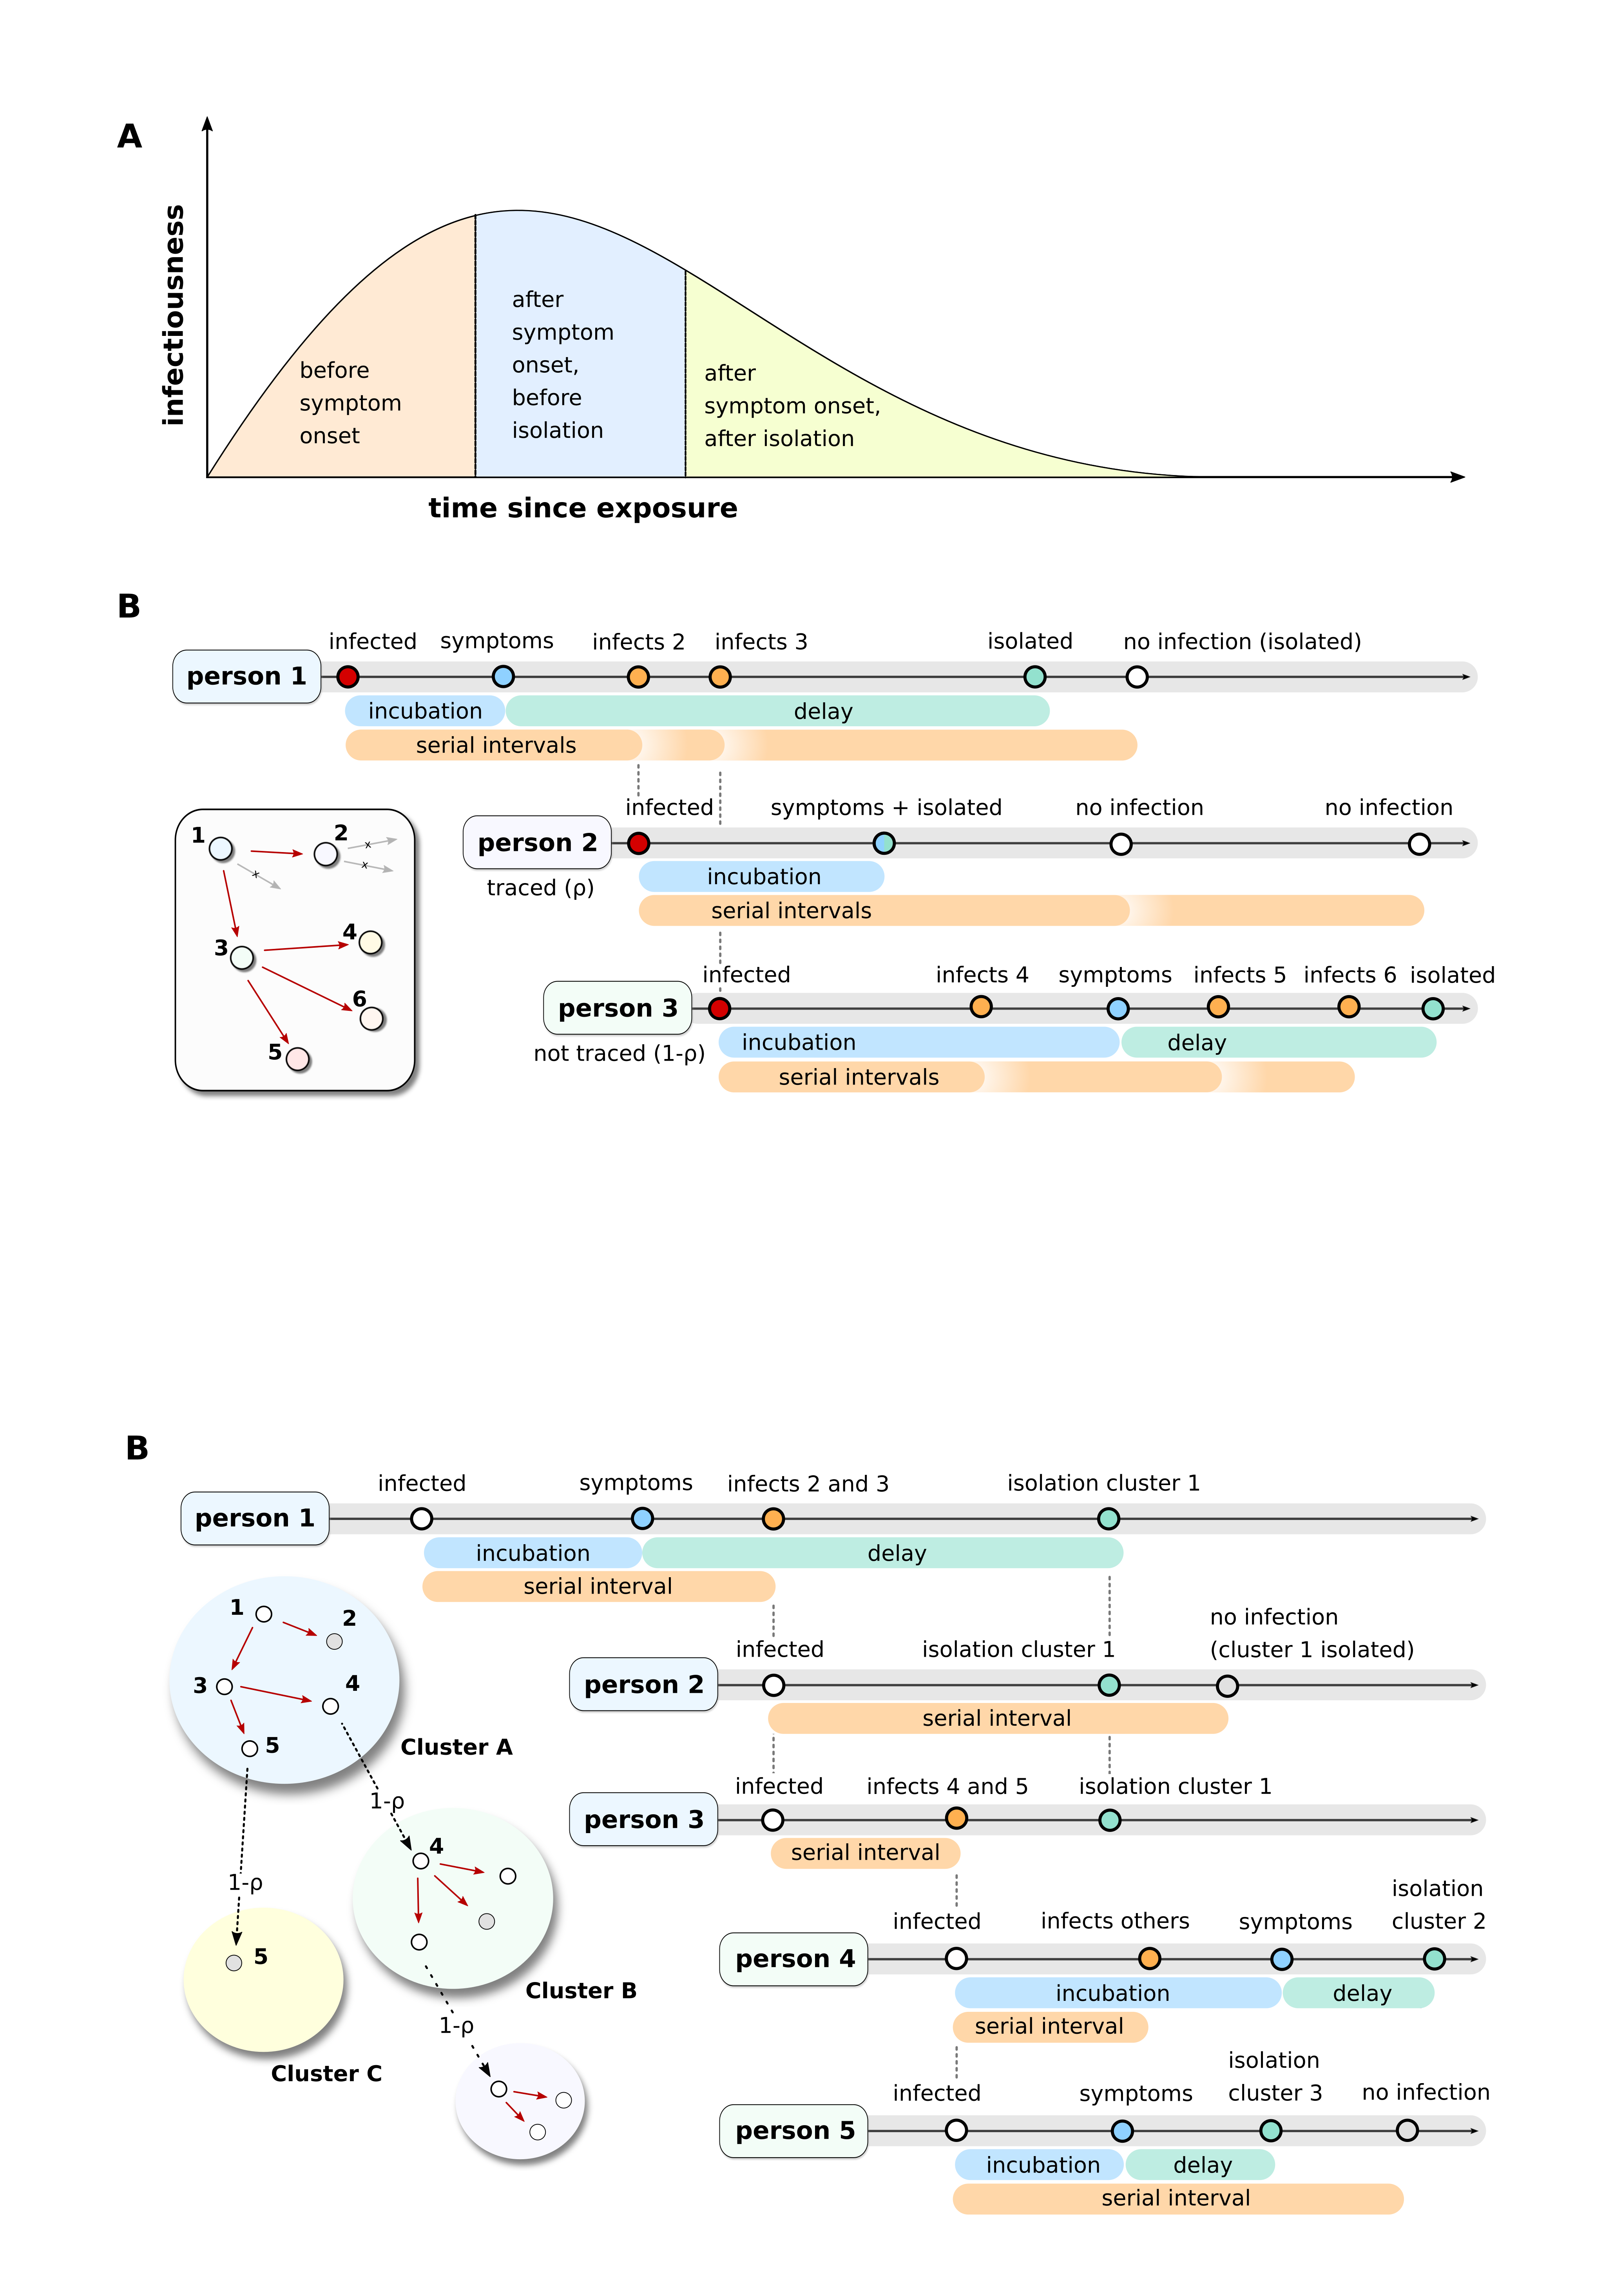 A
infectiousness
before
symptom
onset
after
symptom
onset,
before
isolation
after
symptom onset,
after isolation
time since exposure
B
infected symptoms infects 2 infects 3 isolated no infection (isolated)
person 1
incubation delay
serial intervals
infected symptoms + isolated no infection no infection
person 2
traced (ρ)
incubation
serial intervals
infected infects 4 symptoms infects 5 infects 6 isolated
person 3
not traced (1-ρ)
incubation delay
serial intervals
1 2
x
x
x
3 4
6
5
B
infected symptoms infects 2 and 3 isolation cluster 1
person 1
incubation delay
serial interval
no infection
infected isolation cluster 1 (cluster 1 isolated)
person 2
serial interval
infected infects 4 and 5 isolation cluster 1
person 3
serial interval
isolation
infected infects others symptoms cluster 2
person 4
incubation delay
serial interval
isolation
infected symptoms cluster 3 no infection
person 5
incubation delay
serial interval
1 2
3 4
5
Cluster A
1-ρ
4
1-ρ
5
Cluster B
1-ρ
Cluster C